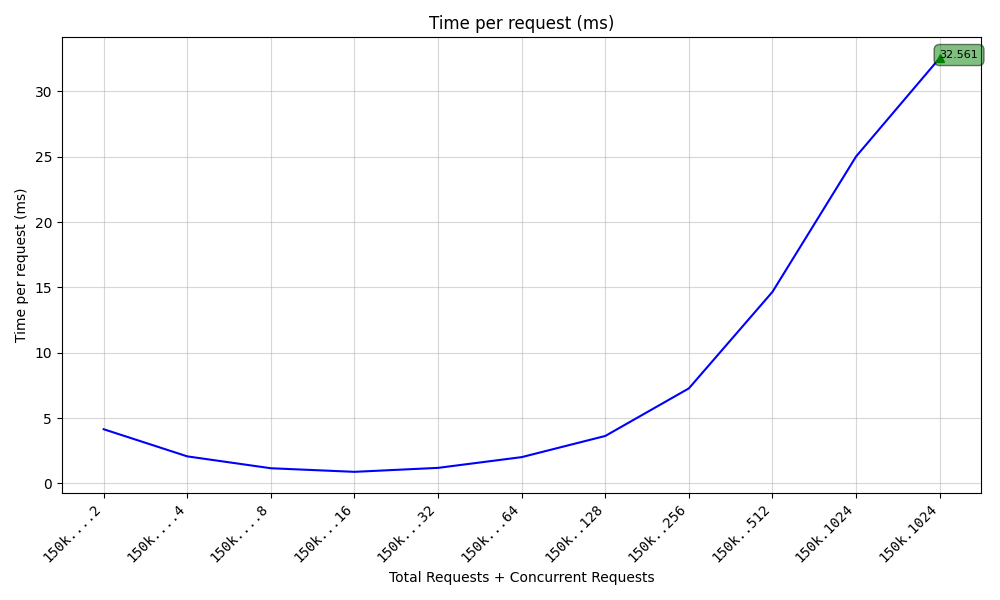 Time per request (ms)
32.561
Time per request (ms)
30
25
20
15
10
5
0
150k....2
150k....4
150k....8
150k...16
150k...32
150k...64
150k..128
150k..256
150k..512
150k.1024
150k.1024
Total Requests + Concurrent Requests